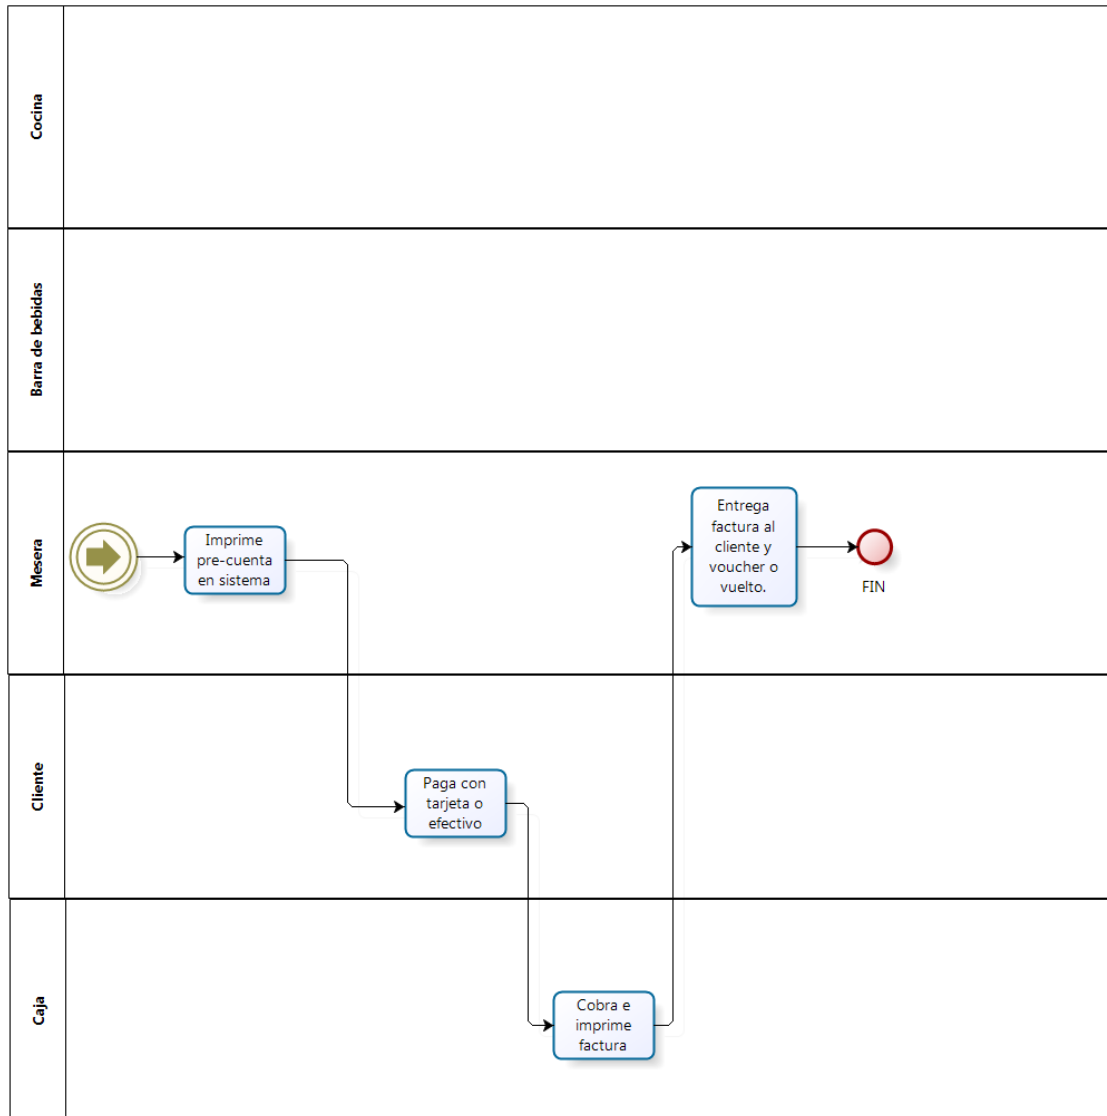 Cocina
Barra de bebidas
Mesera
Imprime
pre-cuenta
en sistema
Entrega
factura al
cliente y
voucher o
vuelto.
FIN
Cliente
Paga con
tarjeta o
efectivo
Caja
Cobra e
imprime
factura